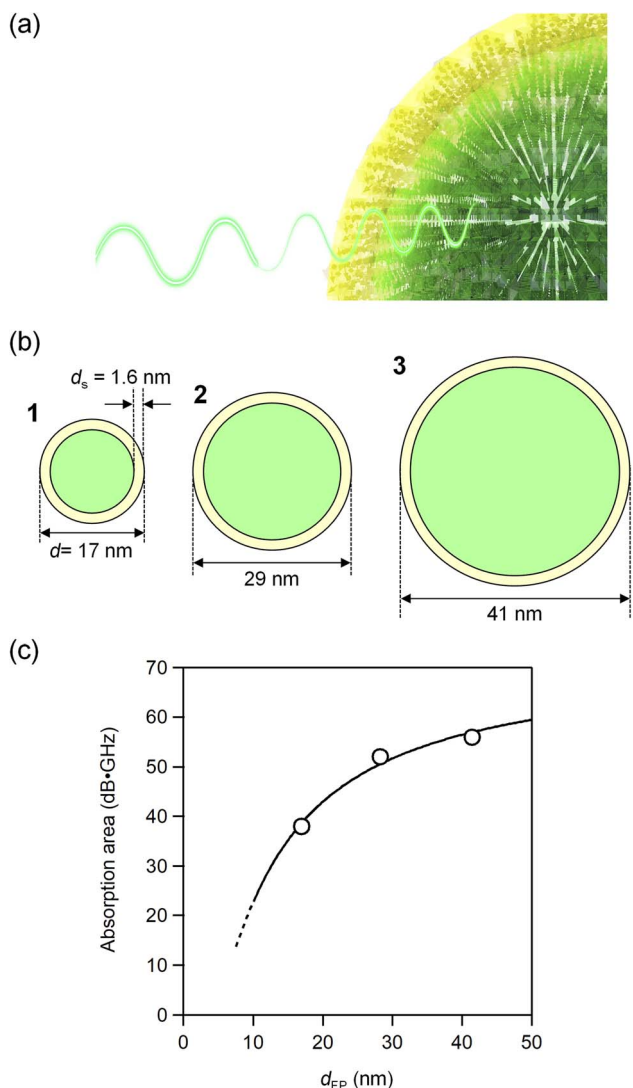 (a)
(b)
dₛ = 1.6 nm
1
2
3
d= 17 nm
29 nm
41 nm
(c)
Absorption area (dB•GHz)
70
60
50
40
30
20
10
0
0 10 20 30 40 50
d_EP (nm)